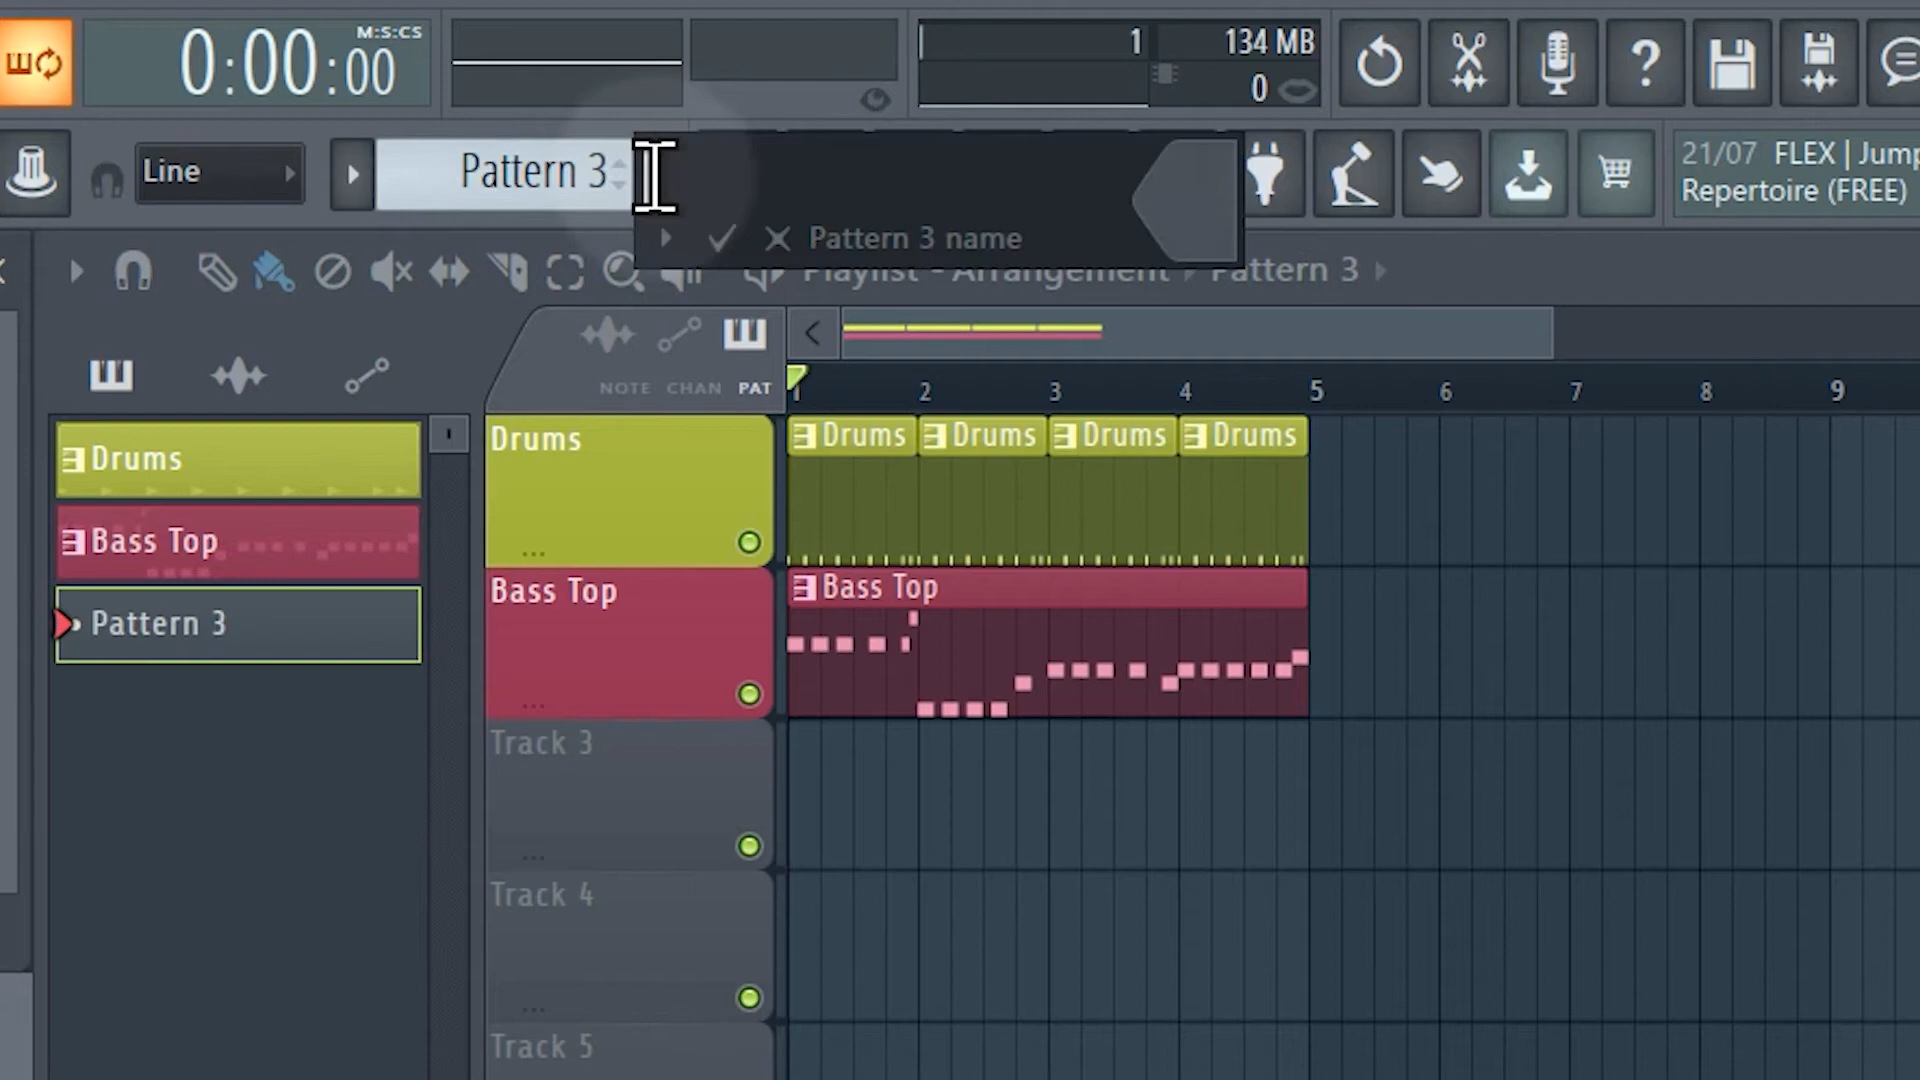 0:00:00
M:S:CS
1
134 MB
0
Line
Pattern 3
Pattern 3 name
21/07 FLEX | Jump
Repertoire (FREE)
Playlist - Arrangement Pattern 3
NOTE CHAN PAT
1 2 3 4 5 6 7 8 9
Drums
Bass Top
Pattern 3
Drums
Drums Drums Drums Drums
Bass Top
Bass Top
Track 3
Track 4
Track 5